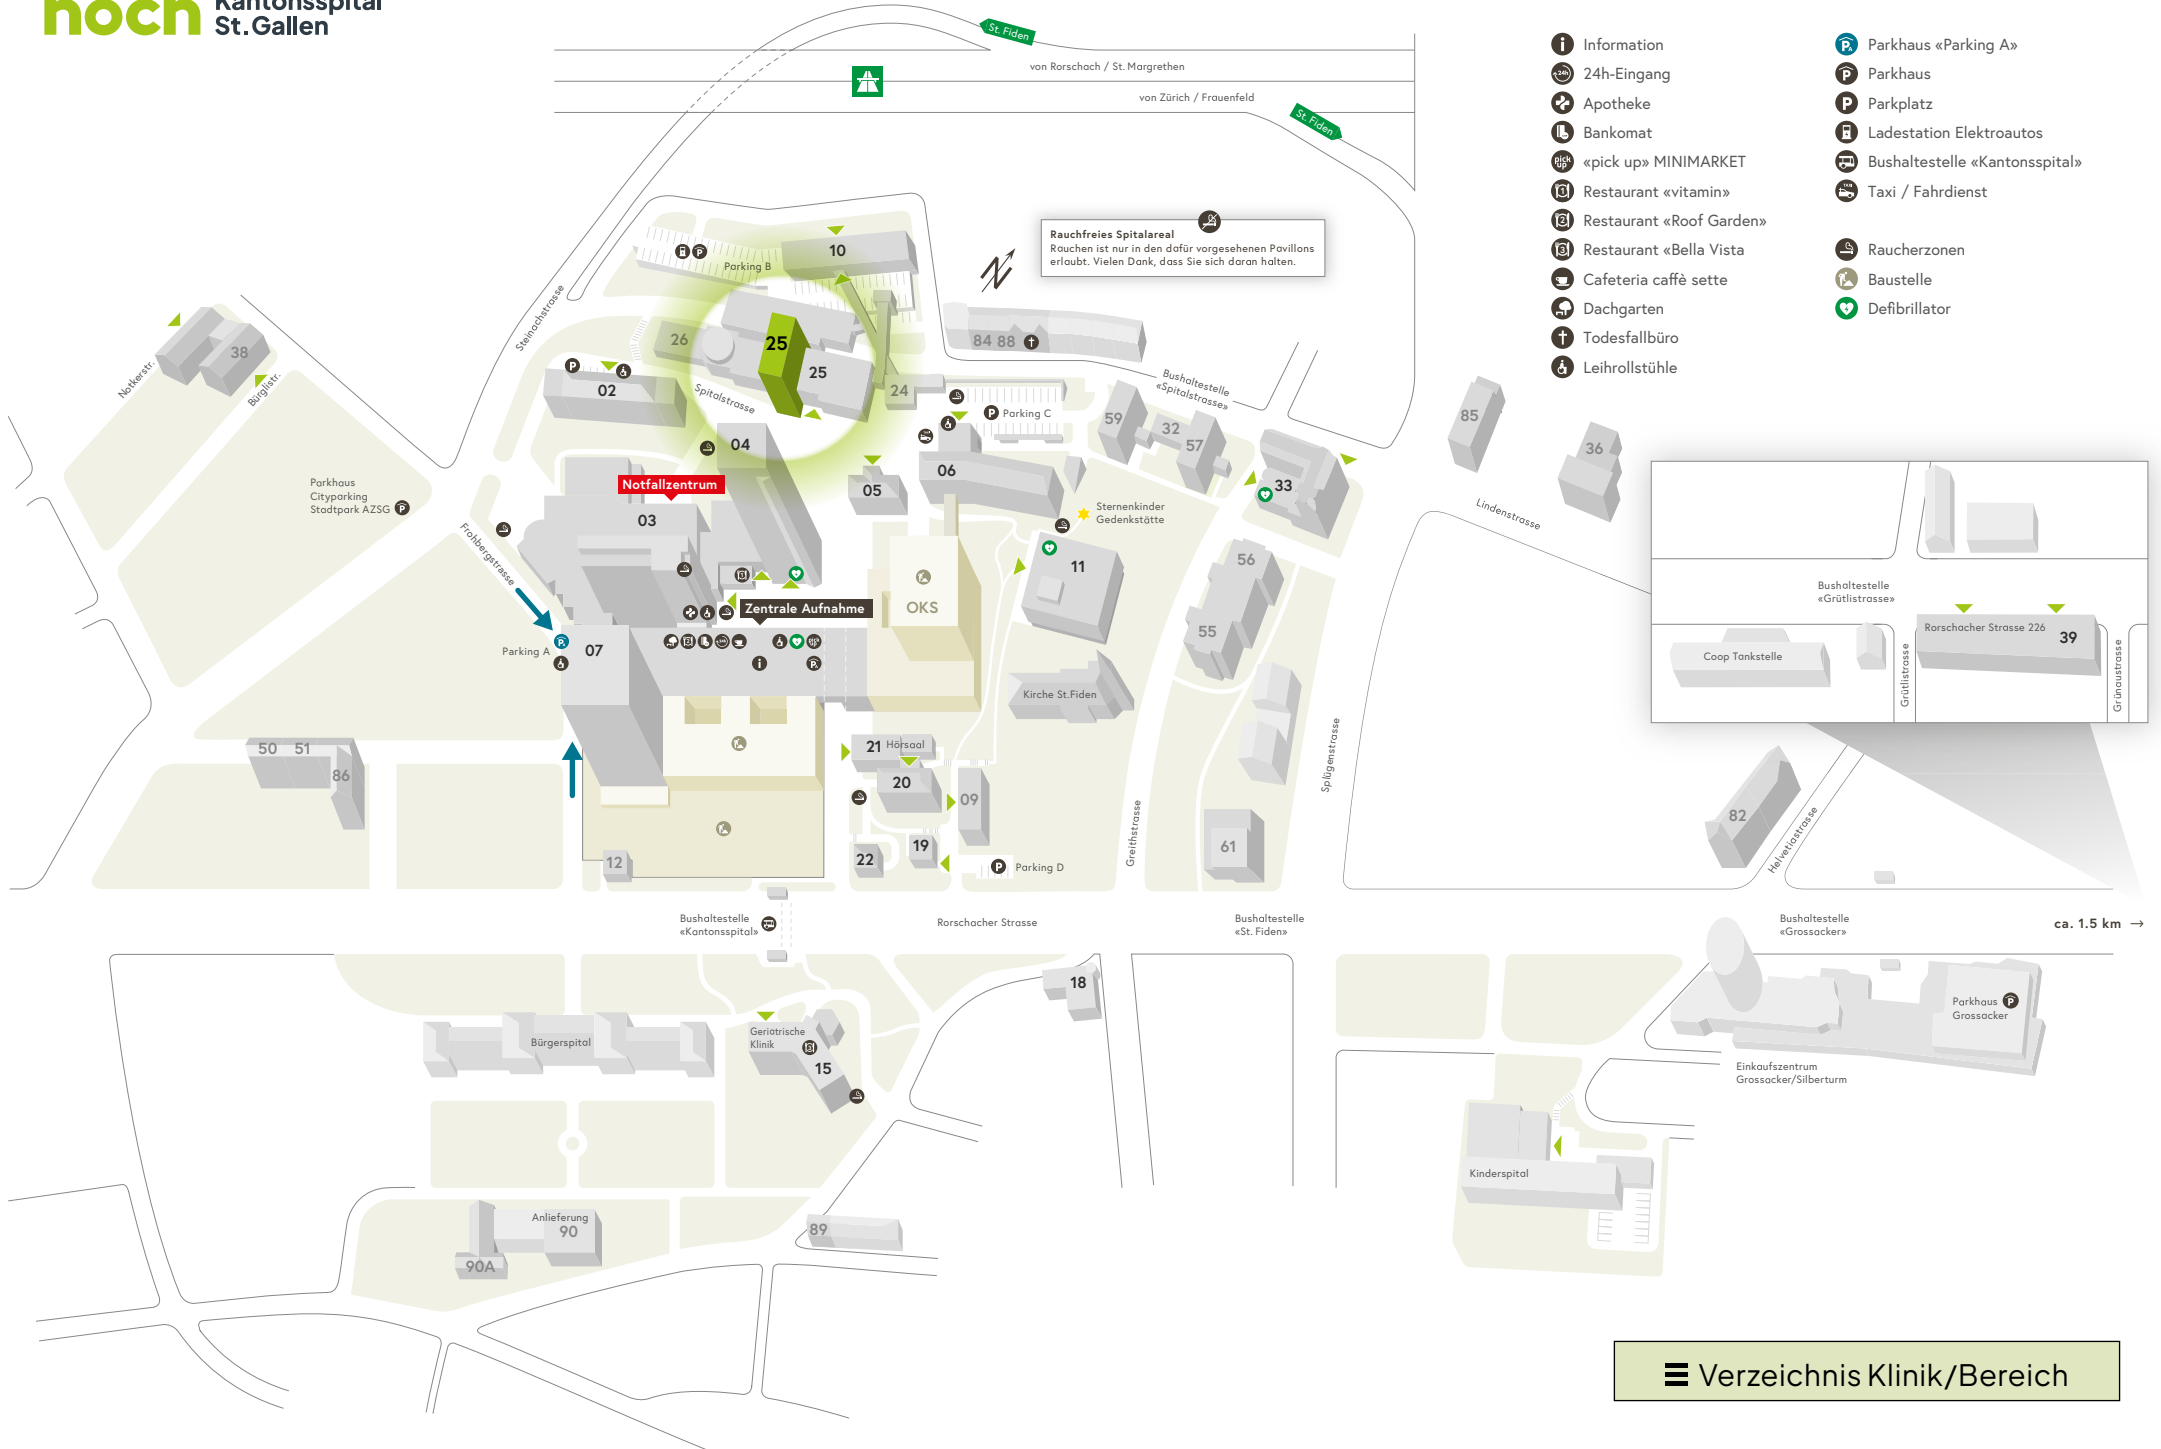 hoch Kantonsspital
St.Gallen
St. Fiden
von Rorschach / St. Margrethen
von Zürich / Frauenfeld
St. Fiden
Information
24h-Eingang
Apotheke
Bankomat
«pick up» MINIMARKET
Restaurant «vitamin»
Restaurant «Roof Garden»
Restaurant «Bella Vista
Cafeteria caffè sette
Dachgarten
Todesfallbüro
Leihrollstühle
Parkhaus «Parking A»
Parkhaus
Parkplatz
Ladestation Elektroautos
Bushaltestelle «Kantonsspital»
Taxi / Fahrdienst
Raucherzonen
Baustelle
Defibrillator
Rauchfreies Spitalareal
Rauchen ist nur in den dafür vorgesehenen Pavillons
erlaubt. Vielen Dank, dass Sie sich daran halten.
N
10
Parking B
Steinachstrasse
26
25
25
24
84 88
38
Notkerstr.
Bürglistr.
02
Spitalstrasse
Bushaltestelle
«Spitalstrasse»
Parking C
59
32
57
85
36
04
06
05
33
Notfallzentrum
03
Parkhaus
Cityparking
Stadtpark AZSG
Frohbergstrasse
Sternenkinder
Gedenkstätte
Lindenstrasse
11
56
55
OKS
Zentrale Aufnahme
Parking A
07
Kirche St.Fiden
Bushaltestelle
«Grütlistrasse»
Rorschacher Strasse 226
39
Coop Tankstelle
Grütlistrasse
Grünaustrasse
50 51
86
21 Hörsaal
20
09
Splügenstrasse
Greithstrasse
82
Helvetiastrasse
12
22
19
Parking D
61
Bushaltestelle
«Kantonsspital»
Rorschacher Strasse
Bushaltestelle
«St. Fiden»
Bushaltestelle
«Grossacker»
ca. 1.5 km →
18
Parkhaus
Grossacker
Bürgerspital
Geriatrische
Klinik
15
Einkaufszentrum
Grossacker/Silberturm
Kinderspital
Anlieferung
90
90A
89
Verzeichnis Klinik/Bereich